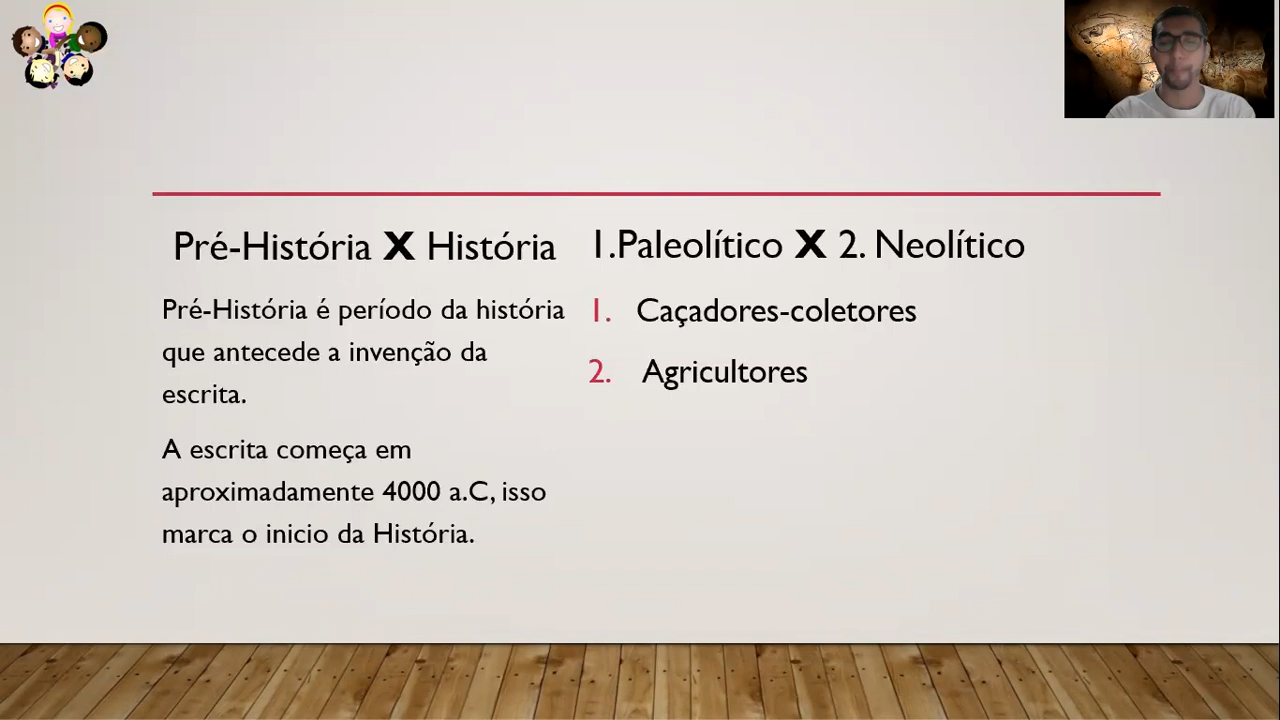 Pré-História X História
Pré-História é período da história
que antecede a invenção da
escrita.
A escrita começa em
aproximadamente 4000 a.C, isso
marca o inicio da História.
1.Paleolítico X 2. Neolítico
1. Caçadores-coletores
2. Agricultores